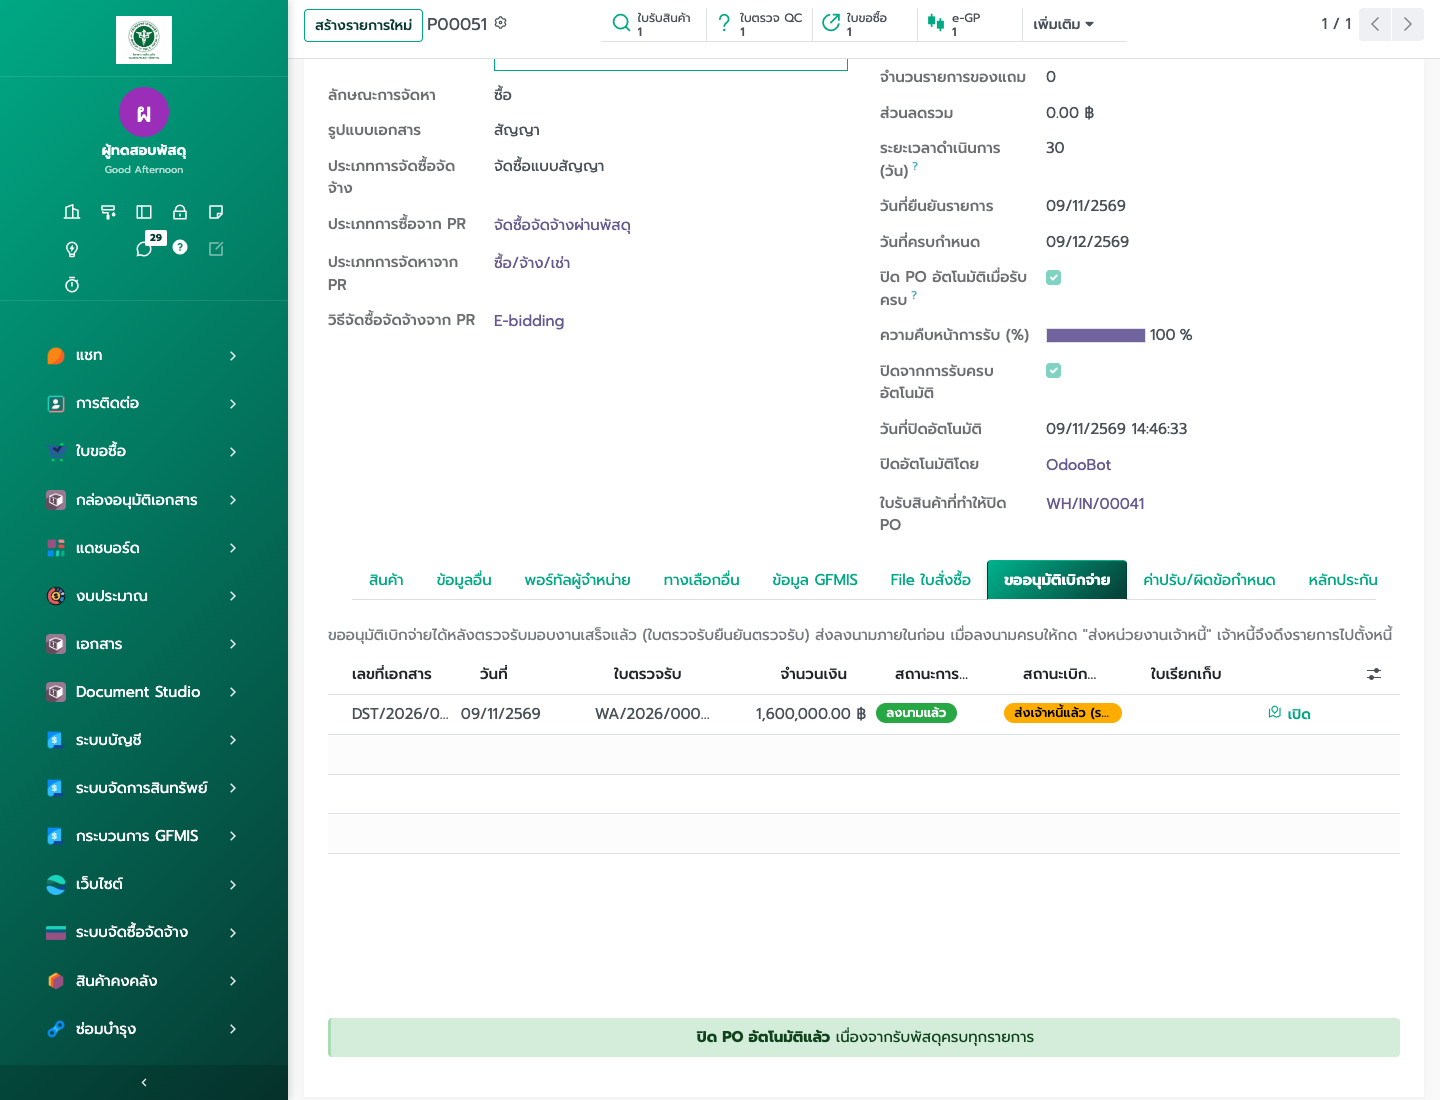 ผ
ผู้ทดสอบพัสดุ
Good Afternoon
29
แชท
การติดต่อ
ใบขอซื้อ
กล่องอนุมัติเอกสาร
แดชบอร์ด
งบประมาณ
เอกสาร
Document Studio
ระบบบัญชี
ระบบจัดการสินทรัพย์
กระบวนการ GFMIS
เว็บไซต์
ระบบจัดซื้อจัดจ้าง
สินค้าคงคลัง
ซ่อมบำรุง
สร้างรายการใหม่ P00051
ใบรับสินค้า 1
ใบตรวจ QC 1
ใบขอซื้อ 1
e-GP 1
เพิ่มเติม
1 / 1
ลักษณะการจัดหา ซื้อ
รูปแบบเอกสาร สัญญา
ประเภทการจัดซื้อจัด จัดซื้อแบบสัญญา
จ้าง
ประเภทการซื้อจาก PR จัดซื้อจัดจ้างผ่านพัสดุ
ประเภทการจัดหาจาก ซื้อ/จ้าง/เช่า
PR
วิธีจัดซื้อจัดจ้างจาก PR E-bidding
จำนวนรายการของแถม 0
ส่วนลดรวม 0.00 ฿
ระยะเวลาดำเนินการ 30
(วัน) ?
วันที่ยืนยันรายการ 09/11/2569
วันที่ครบกำหนด 09/12/2569
ปิด PO อัตโนมัติเมื่อรับ
ครบ ?
ความคืบหน้าการรับ (%) 100 %
ปิดจากการรับครบ
อัตโนมัติ
วันที่ปิดอัตโนมัติ 09/11/2569 14:46:33
ปิดอัตโนมัติโดย OdooBot
ใบรับสินค้าที่ทำให้ปิด WH/IN/00041
PO
สินค้า ข้อมูลอื่น พอร์ทัลผู้จำหน่าย ทางเลือกอื่น ข้อมูล GFMIS File ใบสั่งซื้อ ขออนุมัติเบิกจ่าย ค่าปรับ/ผิดข้อกำหนด หลักประกัน
ขออนุมัติเบิกจ่ายได้หลังตรวจรับมอบงานเสร็จแล้ว (ใบตรวจรับยืนยันตรวจรับ) ส่งลงนามภายในก่อน เมื่อลงนามครบให้กด "ส่งหน่วยงานเจ้าหนี้" เจ้าหนี้จึงดึงรายการไปตั้งหนี้
เลขที่เอกสาร วันที่ ใบตรวจรับ จำนวนเงิน สถานะการ... สถานะเบิก... ใบเรียกเก็บ
DST/2026/0... 09/11/2569 WA/2026/000... 1,600,000.00 ฿ ลงนามแล้ว ส่งเจ้าหนี้แล้ว (ร... เปิด
ปิด PO อัตโนมัติแล้ว เนื่องจากรับพัสดุครบทุกรายการ